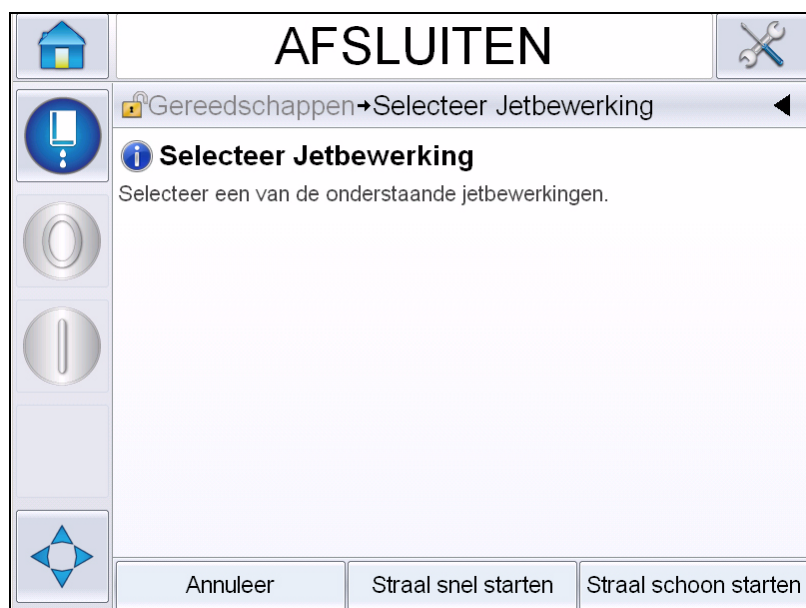 AFSLUITEN
Gereedschappen→Selecteer Jetbewerking
Selecteer Jetbewerking
Selecteer een van de onderstaande jetbewerkingen.
Annuleer
Straal snel starten
Straal schoon starten